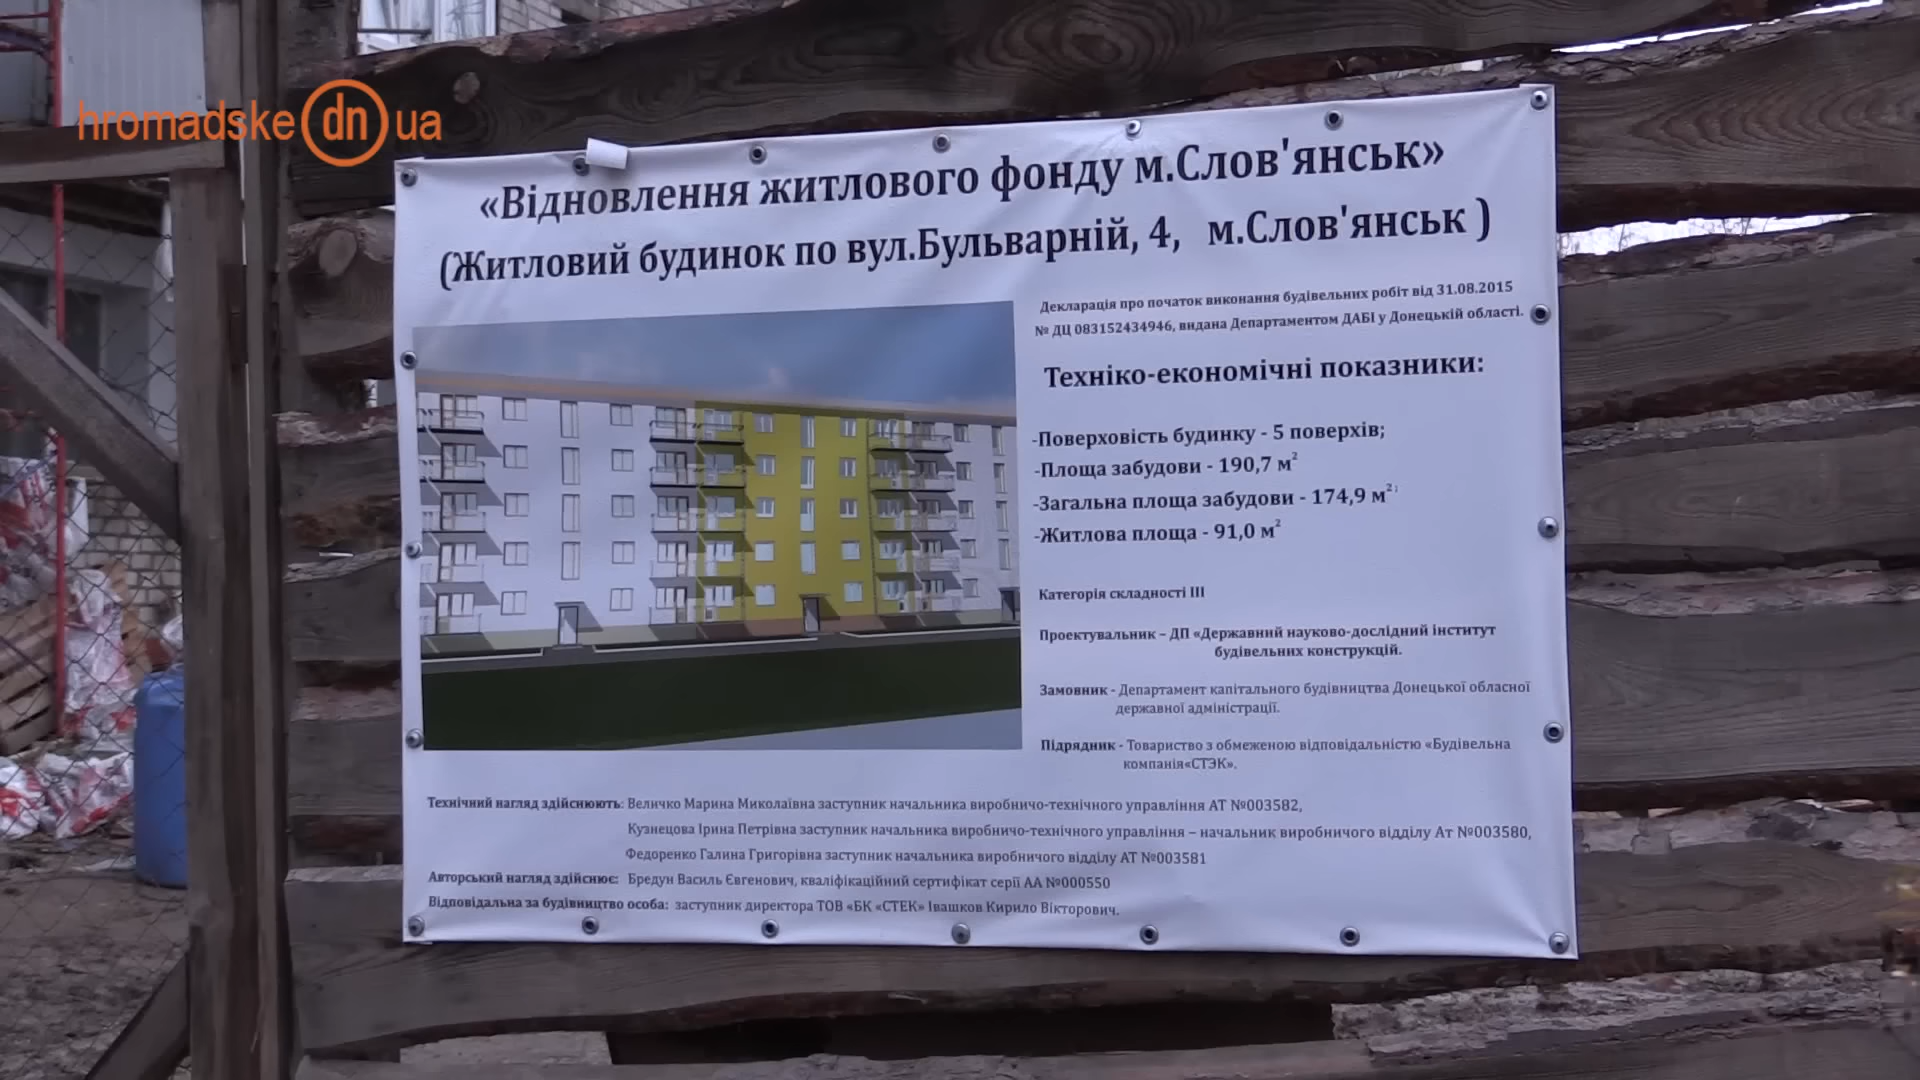 hromadske dn ua
«Відновлення житлового фонду м.Слов'янськ»
(Житловий будинок по вул.Бульварній, 4, м.Слов'янськ )
Декларація про початок виконання будівельних робіт від 31.08.2015
№ ДЦ 083152434946, видана Департаментом ДАБІ у Донецькій області.
Техніко-економічні показники:
-Поверховість будинку - 5 поверхів;
-Площа забудови - 190,7 м²
-Загальна площа забудови - 174,9 м²;
-Житлова площа - 91,0 м²
Категорія складності III
Проектувальник – ДП «Державний науково-дослідний інститут
будівельних конструкцій.
Замовник - Департамент капітального будівництва Донецької обласної
державної адміністрації.
Підрядник - Товариство з обмеженою відповідальністю «Будівельна
компанія«СТЭК».
Технічний нагляд здійснюють: Величко Марина Миколаївна заступник начальника виробничо-технічного управління АТ №003582,
Кузнецова Ірина Петрівна заступник начальника виробничо-технічного управління – начальник виробничого відділу Ат №003580,
Федоренко Галина Григорівна заступник начальника виробничого відділу АТ №003581
Авторський нагляд здійснює: Бредун Василь Євгенович, кваліфікаційний сертифікат серії АА №000550
Відповідальна за будівництво особа: заступник директора ТОВ «БК «СТЕК» Івашков Кирило Вікторович.